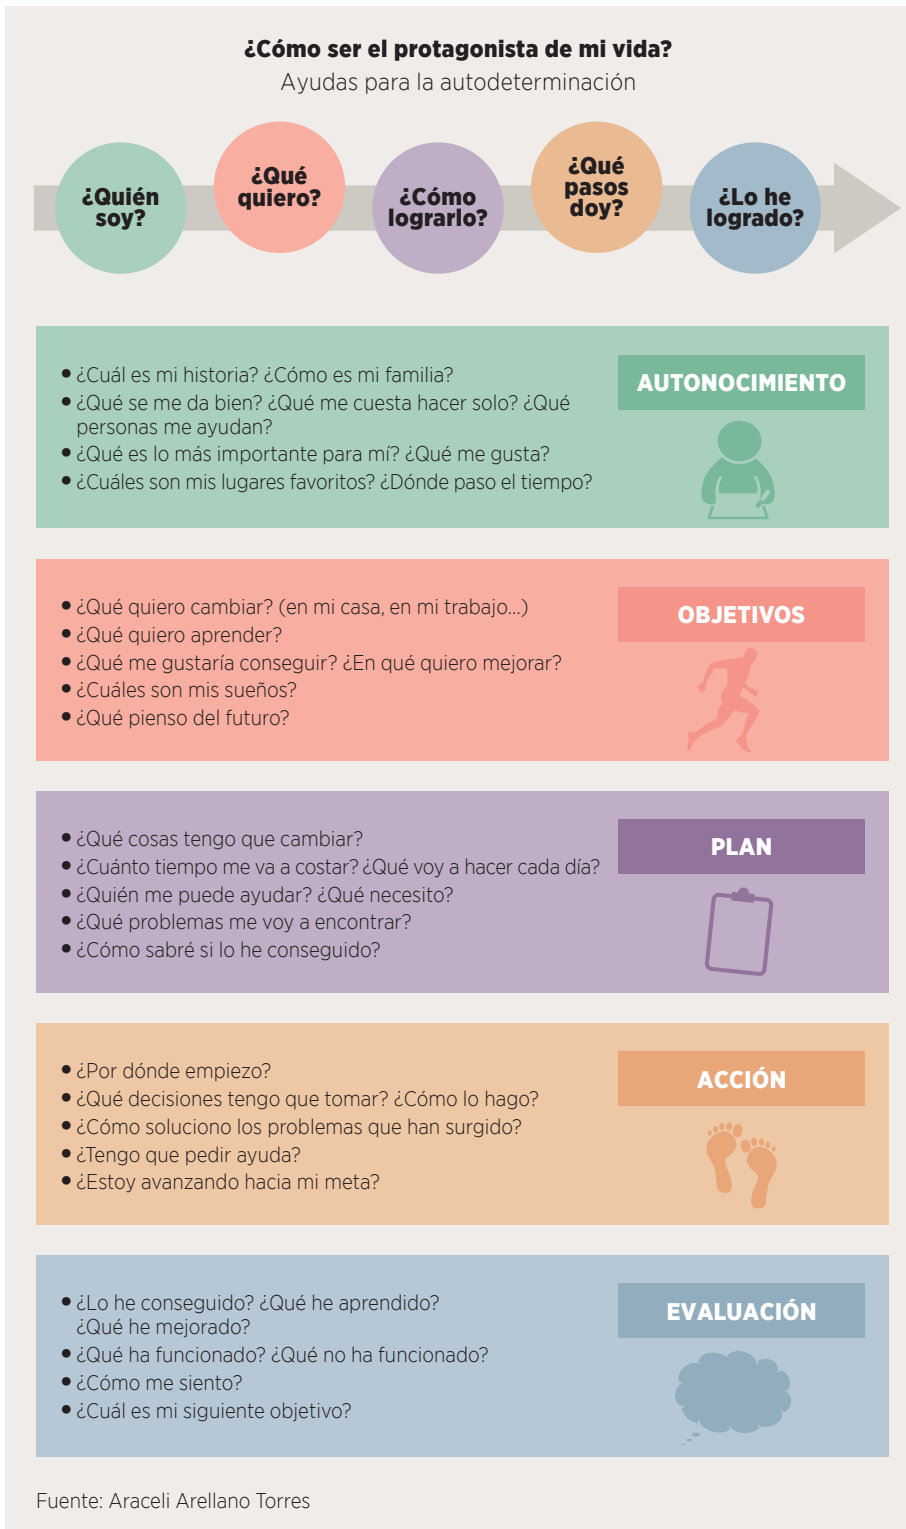 ¿Cómo ser el protagonista de mi vida?
Ayudas para la autodeterminación
¿Quién
soy?
¿Qué
quiero?
¿Cómo
lograrlo?
¿Qué
pasos
doy?
¿Lo he
logrado?
• ¿Cuál es mi historia? ¿Cómo es mi familia?
• ¿Qué se me da bien? ¿Qué me cuesta hacer solo? ¿Qué
personas me ayudan?
• ¿Qué es lo más importante para mí? ¿Qué me gusta?
• ¿Cuáles son mis lugares favoritos? ¿Dónde paso el tiempo?
AUTONOCIMIENTO
• ¿Qué quiero cambiar? (en mi casa, en mi trabajo...)
• ¿Qué quiero aprender?
• ¿Qué me gustaría conseguir? ¿En qué quiero mejorar?
• ¿Cuáles son mis sueños?
• ¿Qué pienso del futuro?
OBJETIVOS
• ¿Qué cosas tengo que cambiar?
• ¿Cuánto tiempo me va a costar? ¿Qué voy a hacer cada día?
• ¿Quién me puede ayudar? ¿Qué necesito?
• ¿Qué problemas me voy a encontrar?
• ¿Cómo sabré si lo he conseguido?
PLAN
• ¿Por dónde empiezo?
• ¿Qué decisiones tengo que tomar? ¿Cómo lo hago?
• ¿Cómo soluciono los problemas que han surgido?
• ¿Tengo que pedir ayuda?
• ¿Estoy avanzando hacia mi meta?
ACCIÓN
• ¿Lo he conseguido? ¿Qué he aprendido?
¿Qué he mejorado?
• ¿Qué ha funcionado? ¿Qué no ha funcionado?
• ¿Cómo me siento?
• ¿Cuál es mi siguiente objetivo?
EVALUACIÓN
Fuente: Araceli Arellano Torres